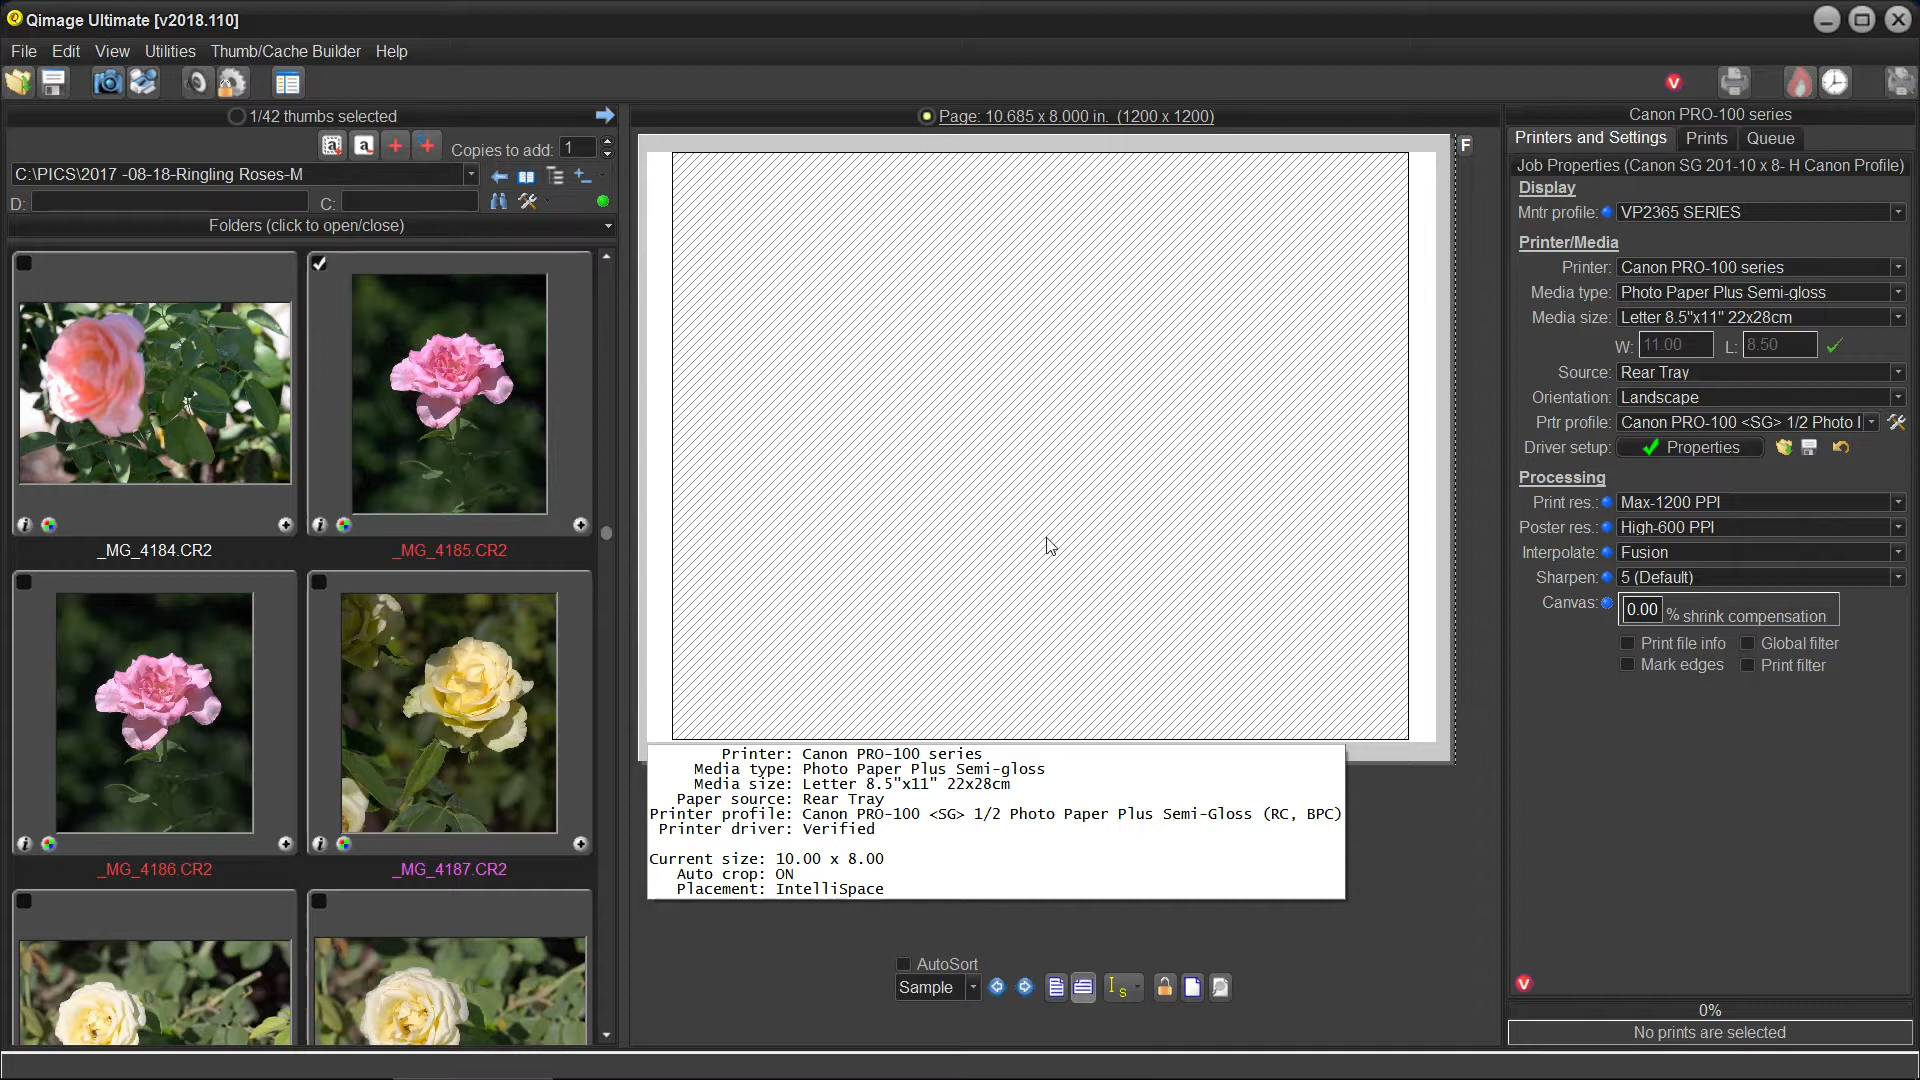 Qimage Ultimate [v2018.110]
File Edit View Utilities Thumb/Cache Builder Help
1/42 thumbs selected
Copies to add: 1
C:\PICS\2017 -08-18-Ringling Roses-M
D: C:
Folders (click to open/close)
_MG_4184.CR2
_MG_4185.CR2
_MG_4186.CR2
_MG_4187.CR2
Page: 10.685 x 8.000 in. (1200 x 1200)
F
Printer: Canon PRO-100 series
Media type: Photo Paper Plus Semi-gloss
Media size: Letter 8.5"x11" 22x28cm
Paper source: Rear Tray
Printer profile: Canon PRO-100 <SG> 1/2 Photo Paper Plus Semi-Gloss (RC, BPC)
Printer driver: Verified
Current size: 10.00 x 8.00
Auto crop: ON
Placement: IntelliSpace
AutoSort
Sample
Canon PRO-100 series
Printers and Settings Prints Queue
Job Properties (Canon SG 201-10 x 8- H Canon Profile)
Display
Mntr profile: VP2365 SERIES
Printer/Media
Printer: Canon PRO-100 series
Media type: Photo Paper Plus Semi-gloss
Media size: Letter 8.5"x11" 22x28cm
W: 11.00 L: 8.50
Source: Rear Tray
Orientation: Landscape
Prtr profile: Canon PRO-100 <SG> 1/2 Photo
Driver setup: Properties
Processing
Print res.: Max-1200 PPI
Poster res.: High-600 PPI
Interpolate: Fusion
Sharpen: 5 (Default)
Canvas: 0.00 % shrink compensation
Print file info Global filter
Mark edges Print filter
0%
No prints are selected